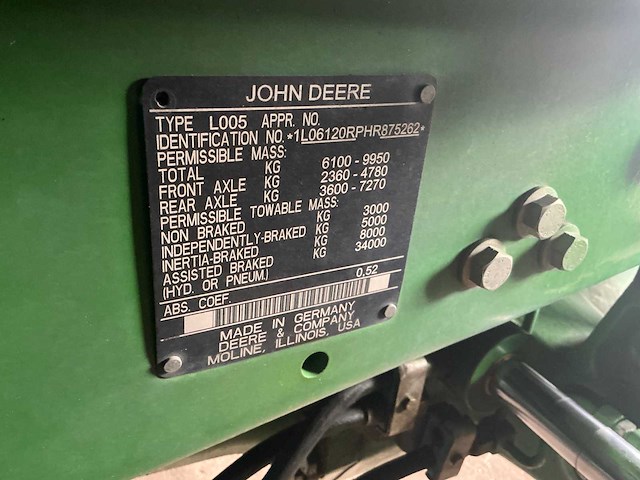 JOHN DEERE
TYPE L005 APPR. NO.
IDENTIFICATION NO. *1L06120RPHR875262*
PERMISSIBLE MASS:
TOTAL KG 6100 - 9950
FRONT AXLE KG 2360 - 4780
REAR AXLE KG 3600 - 7270
PERMISSIBLE TOWABLE MASS:
NON BRAKED KG 3000
INDEPENDENTLY-BRAKED KG 5000
INERTIA-BRAKED KG 8000
ASSISTED BRAKED KG 34000
(HYD. OR PNEUM.)
ABS. COEF. 0,52
MADE IN GERMANY
DEERE & COMPANY
MOLINE, ILLINOIS, USA